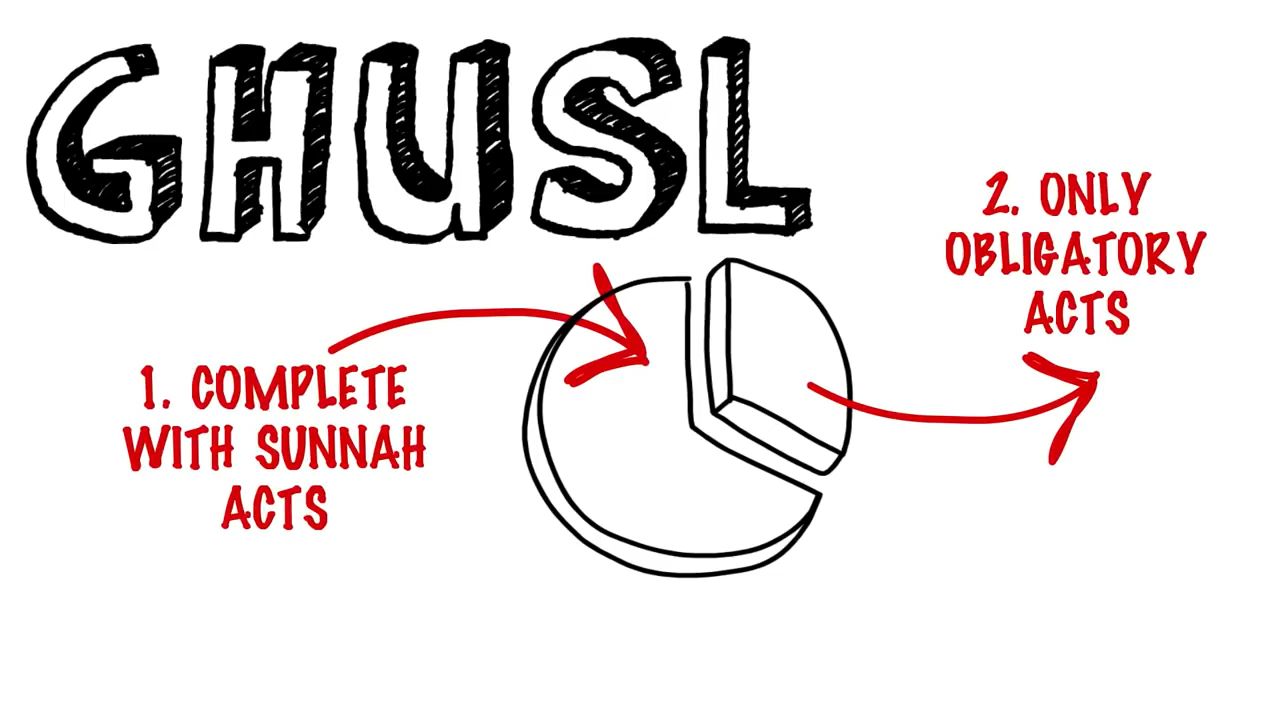 GHUSL
1. COMPLETE
WITH SUNNAH
ACTS
2. ONLY
OBLIGATORY
ACTS